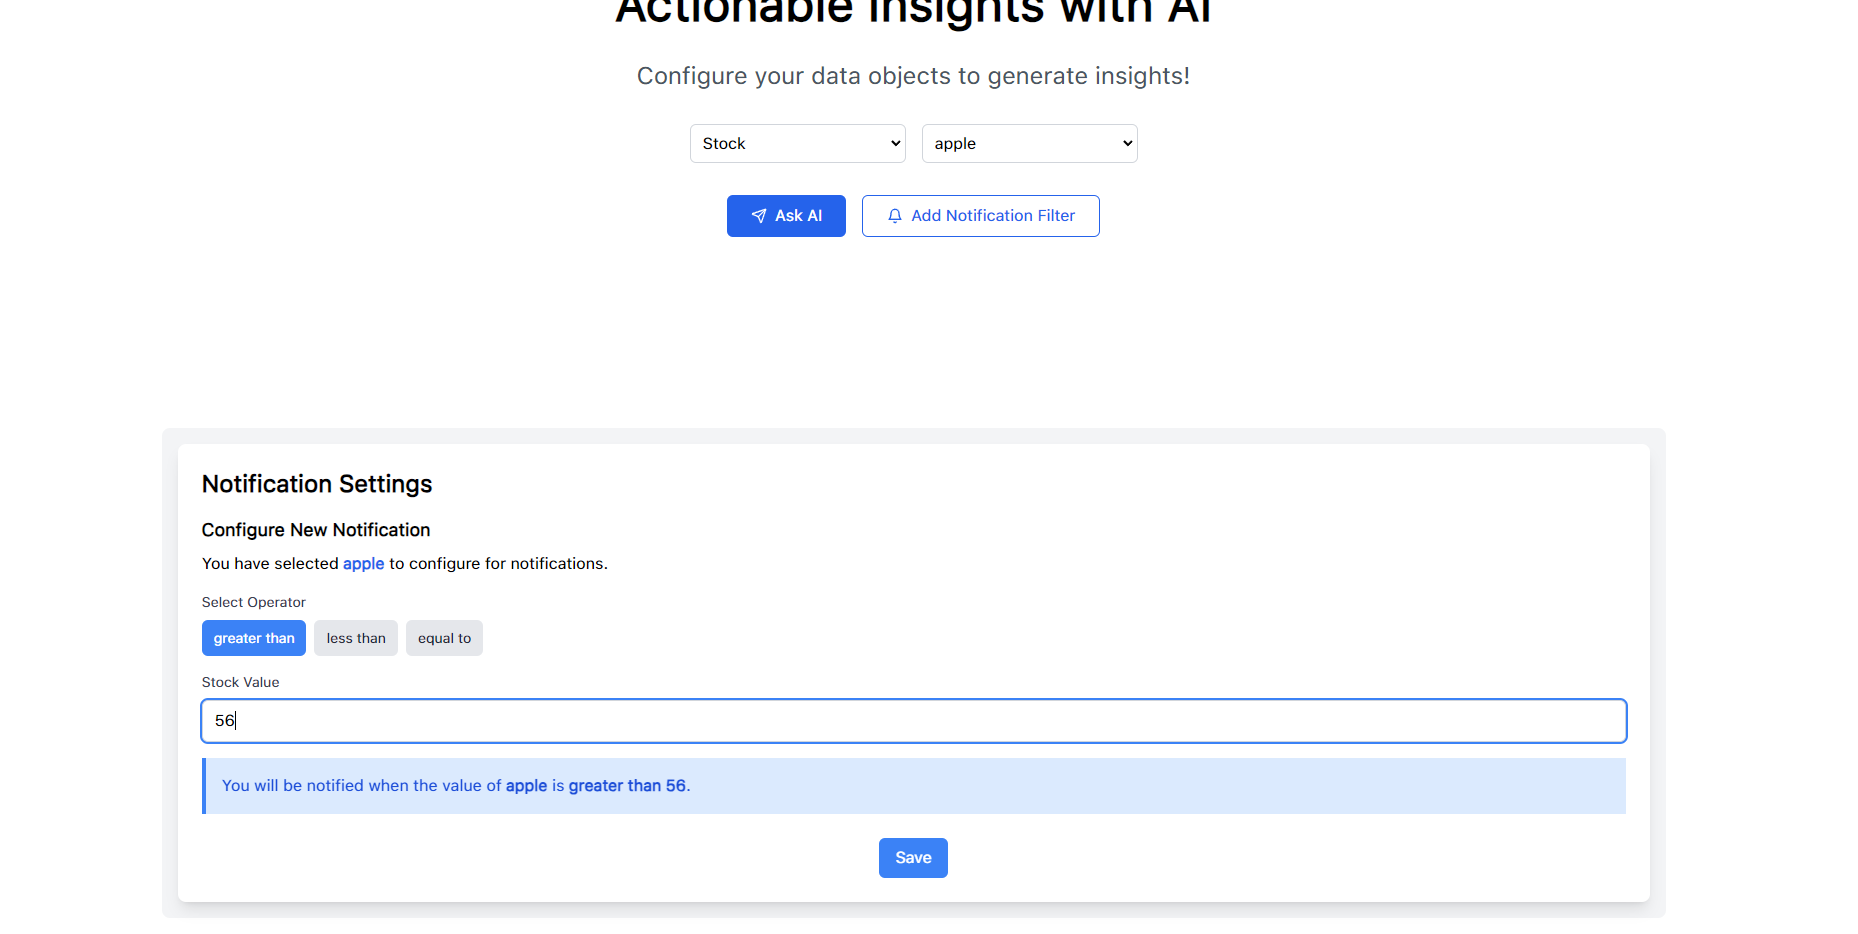 Actionable Insights with AI
Configure your data objects to generate insights!
Stock apple
Ask AI Add Notification Filter
Notification Settings
Configure New Notification
You have selected apple to configure for notifications.
Select Operator
greater than less than equal to
Stock Value
56
You will be notified when the value of apple is greater than 56.
Save